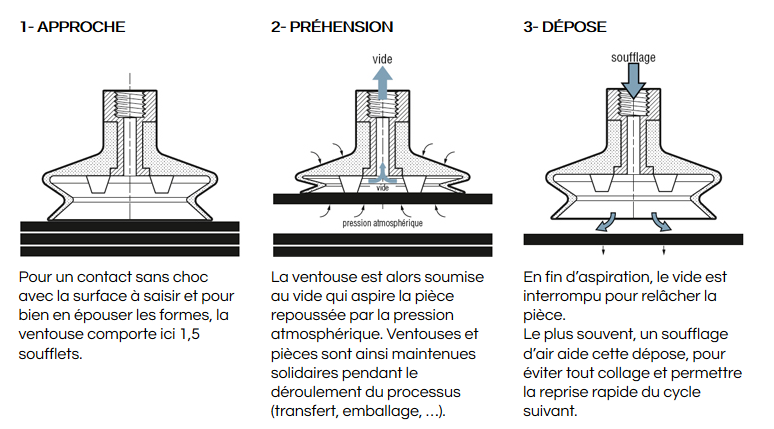 1- APPROCHE
Pour un contact sans choc
avec la surface à saisir et pour
bien en épouser les formes, la
ventouse comporte ici 1,5
soufflets.
2- PRÉHENSION
vide
vide
pression atmosphérique
La ventouse est alors soumise
au vide qui aspire la pièce
repoussée par la pression
atmosphérique. Ventouses et
pièces sont ainsi maintenues
solidaires pendant le
déroulement du processus
(transfert, emballage, ...).
3- DÉPOSE
soufflage
En fin d’aspiration, le vide est
interrompu pour relâcher la
pièce.
Le plus souvent, un soufflage
d’air aide cette dépose, pour
éviter tout collage et permettre
la reprise rapide du cycle
suivant.